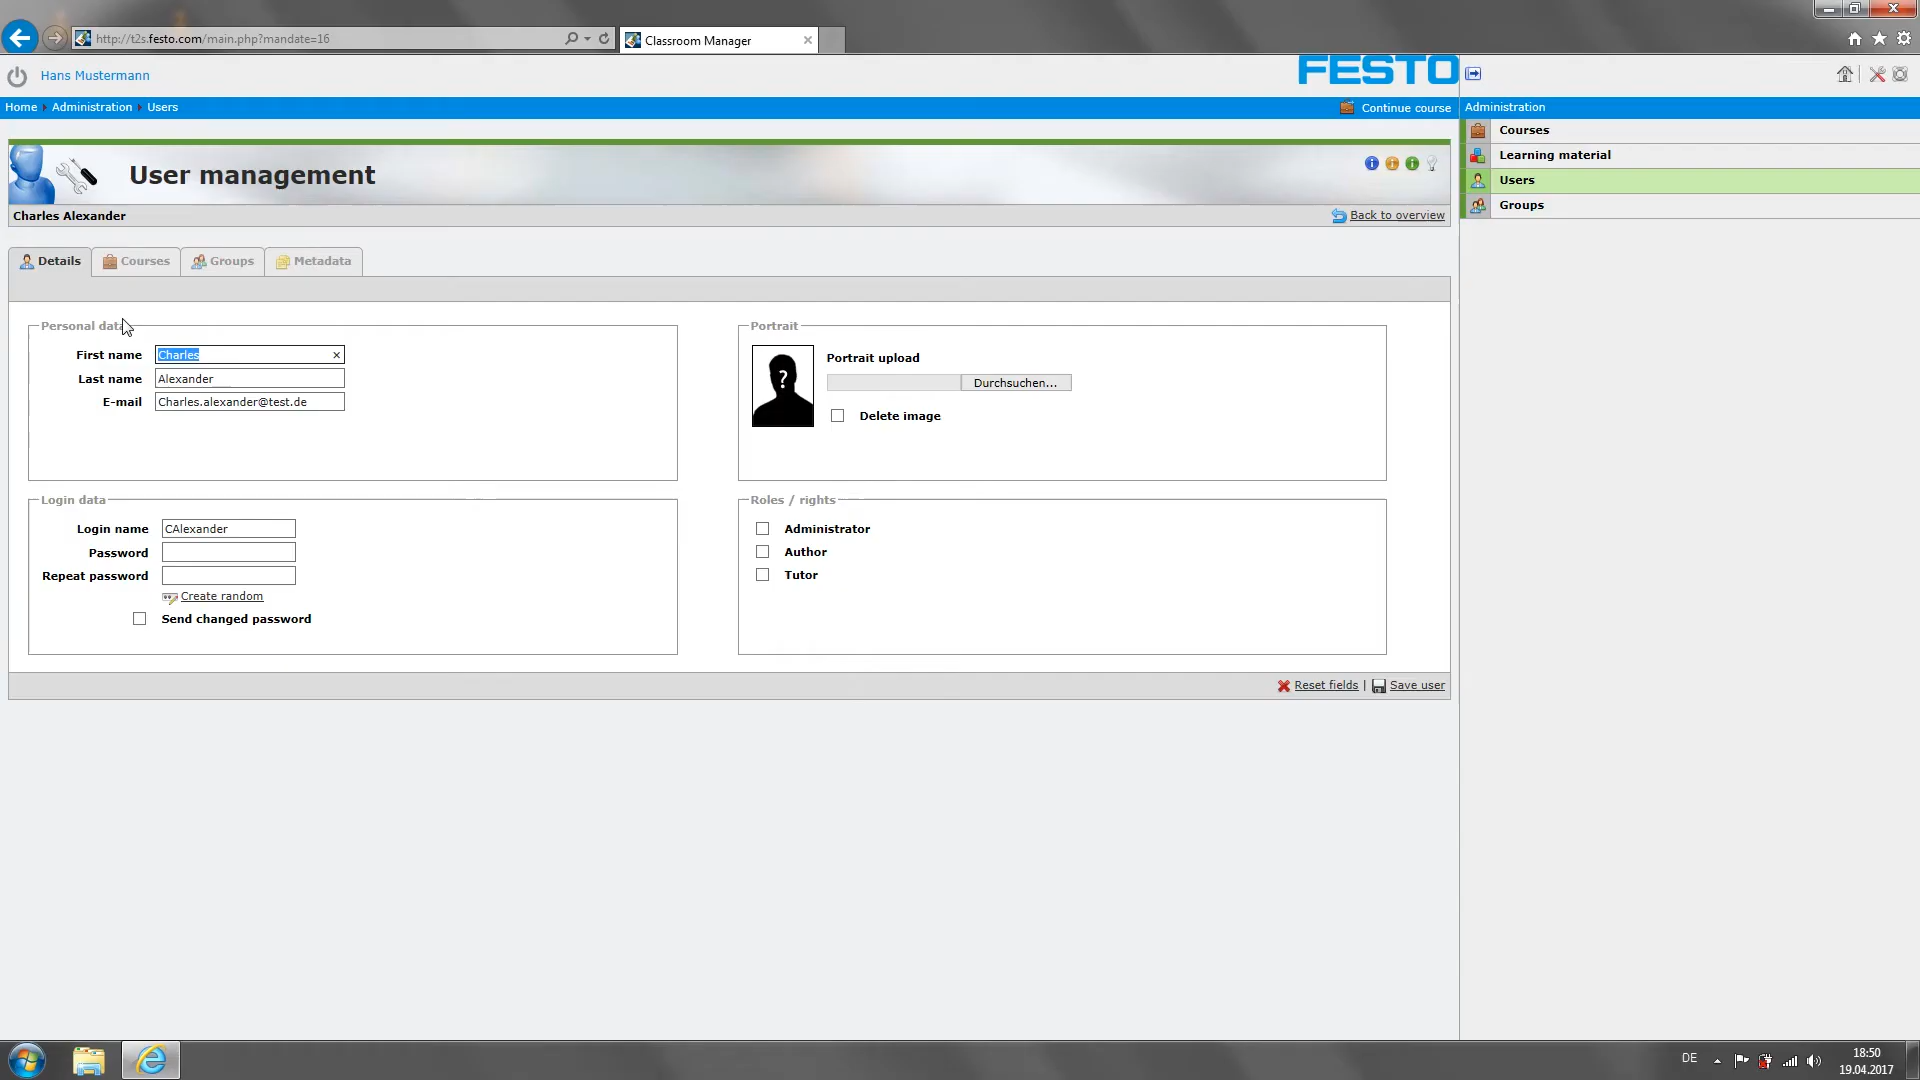 http://t2s.festo.com/main.php?mandate=16
Classroom Manager
Hans Mustermann
FESTO
Home Administration Users
Continue course
Administration
Courses
Learning material
Users
Groups
User management
Charles Alexander
Back to overview
Details Courses Groups Metadata
Personal data
First name Charles
Last name Alexander
E-mail Charles.alexander@test.de
Portrait
?
Portrait upload
Durchsuchen...
Delete image
Login data
Login name CAlexander
Password
Repeat password
Create random
Send changed password
Roles / rights
Administrator
Author
Tutor
Reset fields | Save user
DE
18:50
19.04.2017